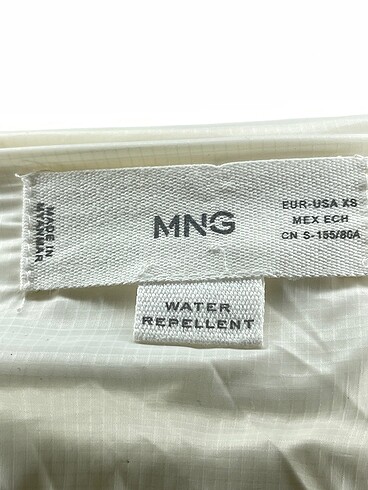 MADE IN
MYANMAR
MNG
EUR-USA XS
MEX ECH
CN S-155/80A
WATER
REPELLENT